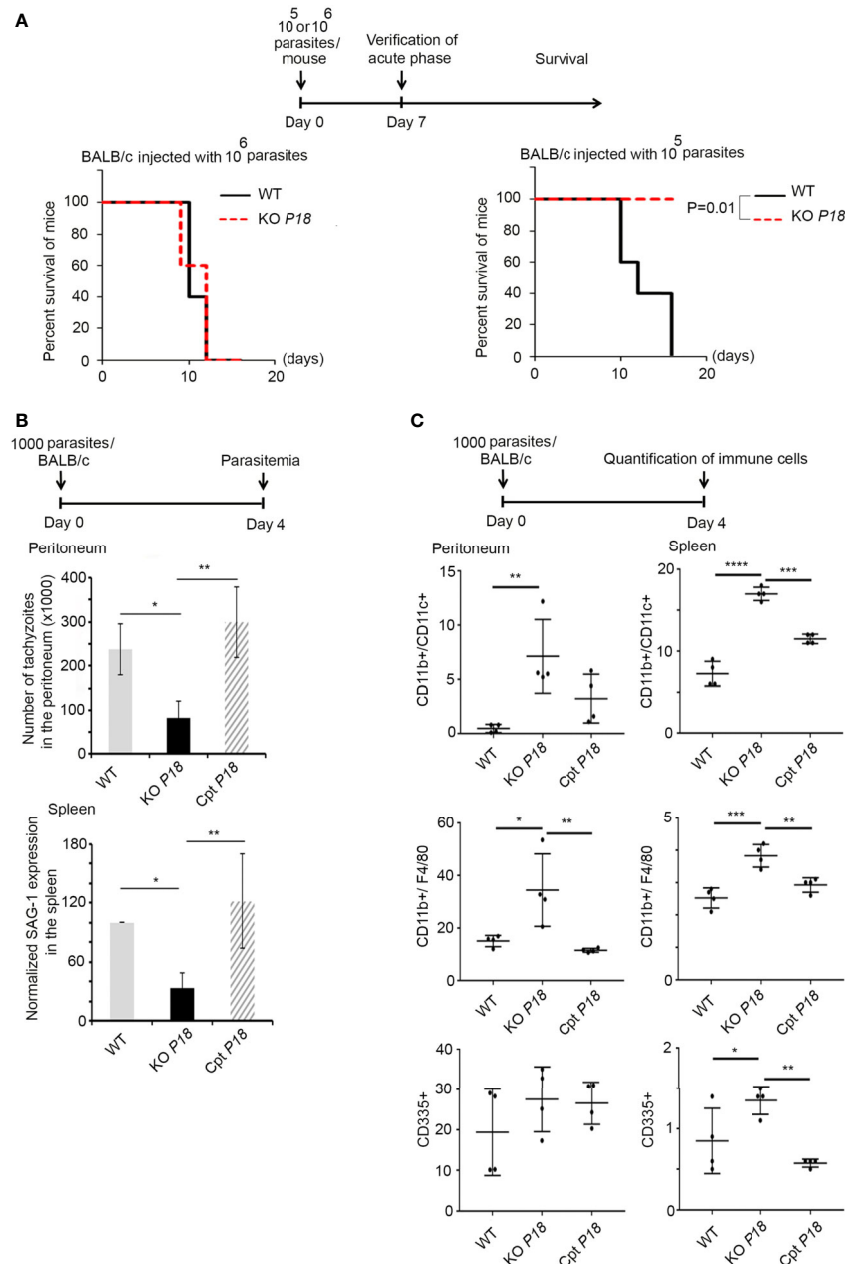 A
5 6
10 or 10
parasites/
mouse
Verification of
acute phase
Survival
Day 0
Day 7
BALB/c injected with 10 6 parasites
Percent survival of mice
100
80
60
40
20
0
0
10
20
(days)
WT
KO P18
BALB/c injected with 10 5 parasites
Percent survival of mice
100
80
60
40
20
0
0
10
20
(days)
P=0.01
WT
KO P18
B
1000 parasites/
BALB/c
Parasitemia
Day 0
Day 4
Peritoneum
Number of tachyzoites
in the peritoneum (x1000)
400
300
200
100
0
*
**
WT
KO P18
Cpt P18
Spleen
Normalized SAG-1 expression
in the spleen
180
120
60
0
*
**
WT
KO P18
Cpt P18
C
1000 parasites/
BALB/c
Quantification of immune cells
Day 0
Day 4
Peritoneum
CD11b+/CD11c+
15
10
5
0
**
WT
KO P18
Cpt P18
Spleen
CD11b+/CD11c+
20
10
0
****
***
WT
KO P18
Cpt P18
CD11b+/ F4/80
60
40
20
0
*
**
WT
KO P18
Cpt P18
CD11b+/ F4/80
5
0
***
**
WT
KO P18
Cpt P18
CD335+
40
30
20
10
0
WT
KO P18
Cpt P18
CD335+
2
1
0
*
**
WT
KO P18
Cpt P18